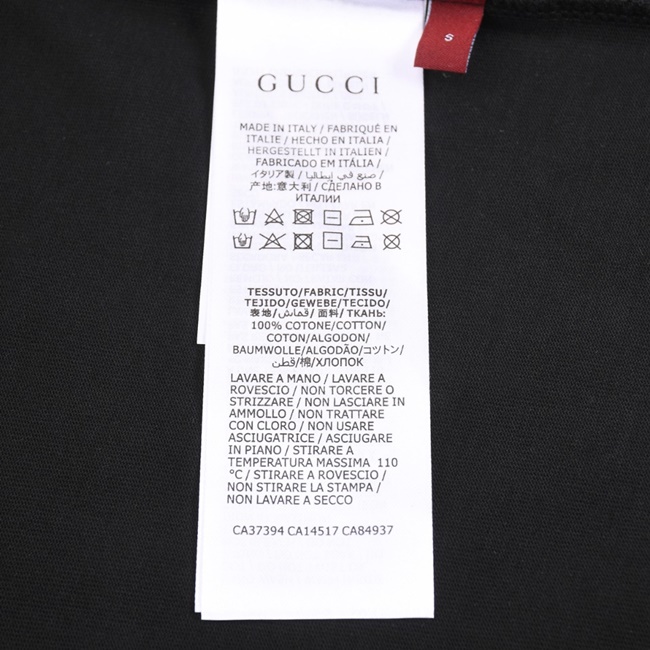 S
GUCCI
MADE IN ITALY / FABRIQUÉ EN
ITALIE / HECHO EN ITALIA /
HERGESTELLT IN ITALIEN /
FABRICADO EM ITÁLIA /
イタリア製 / صنع في إيطاليا /
产地:意大利 / СДЕЛАНО В
ИТАЛИИ
TESSUTO/FABRIC/TISSU/
TEJIDO/GEWEBE/TECIDO/
表地/قماش/ 面料 / ТКАНЬ:
100% COTONE/COTTON/
COTON/ALGODON/
BAUMWOLLE/ALGODÃO/コツトン/
قطن/棉/ХЛОПОК
LAVARE A MANO / LAVARE A
ROVESCIO / NON TORCERE O
STRIZZARE / NON LASCIARE IN
AMMOLLO / NON TRATTARE
CON CLORO / NON USARE
ASCIUGATRICE / ASCIUGARE
IN PIANO / STIRARE A
TEMPERATURA MASSIMA 110
°C / STIRARE A ROVESCIO /
NON STIRARE LA STAMPA /
NON LAVARE A SECCO
CA37394 CA14517 CA84937